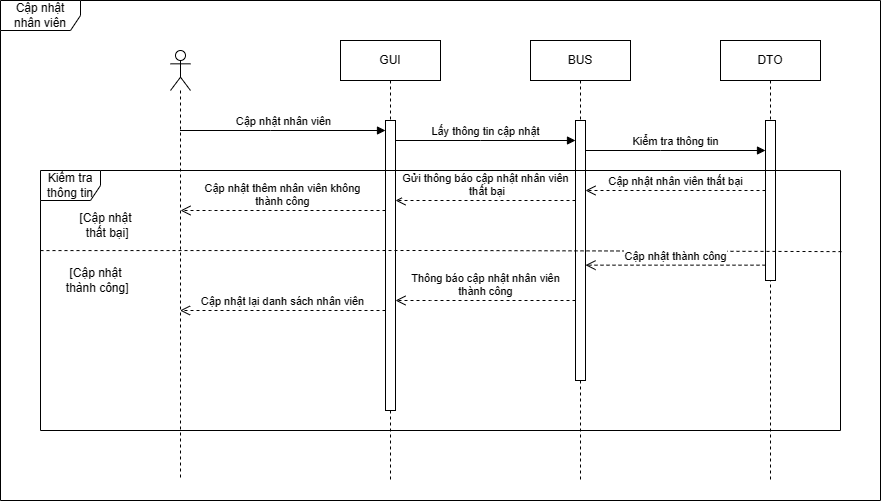 Cập nhật
nhân viên
GUI
BUS
DTO
Cập nhật nhân viên
Lấy thông tin cập nhật
Kiểm tra thông tin
Kiểm tra
thông tin
Cập nhật thêm nhân viên không
thành công
Gửi thông báo cập nhật nhân viên
thất bại
Cập nhật nhân viên thất bại
[Cập nhật
thất bại]
Cập nhật thành công
[Cập nhật
thành công]
Thông báo cập nhật nhân viên
thành công
Cập nhật lại danh sách nhân viên